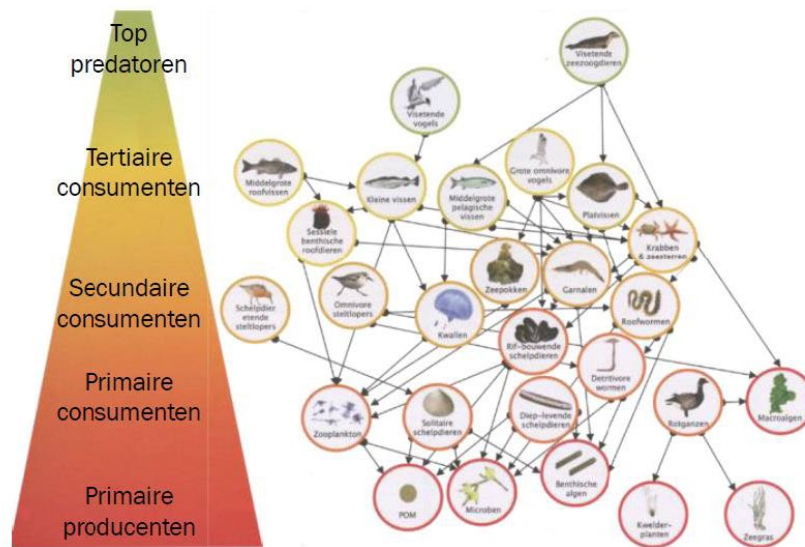 Top
predatoren
Tertiaire
consumenten
Secundaire
consumenten
Primaire
consumenten
Primaire
producenten
Visetende
zeezoogdieren
Visetende
vogels
Grote omnivore
vogels
Middelgrote
roofvissen
Kleine vissen
Middelgrote
pelagische
vissen
Platvissen
Sessiele
benthische
roofdieren
Krabben
& zeesterren
Zeepokken
Garnalen
Schelpdier
etende
steltlopers
Omnivore
steltlopers
Kwallen
Roofwormen
Rif-bouwende
schelpdieren
Detritivore
wormen
Zooplankton
Solitaire
schelpdieren
Diep-levende
schelpdieren
Rotganzen
Macroalgen
POM
Microben
Benthische
algen
Kwelder-
planten
Zeegras